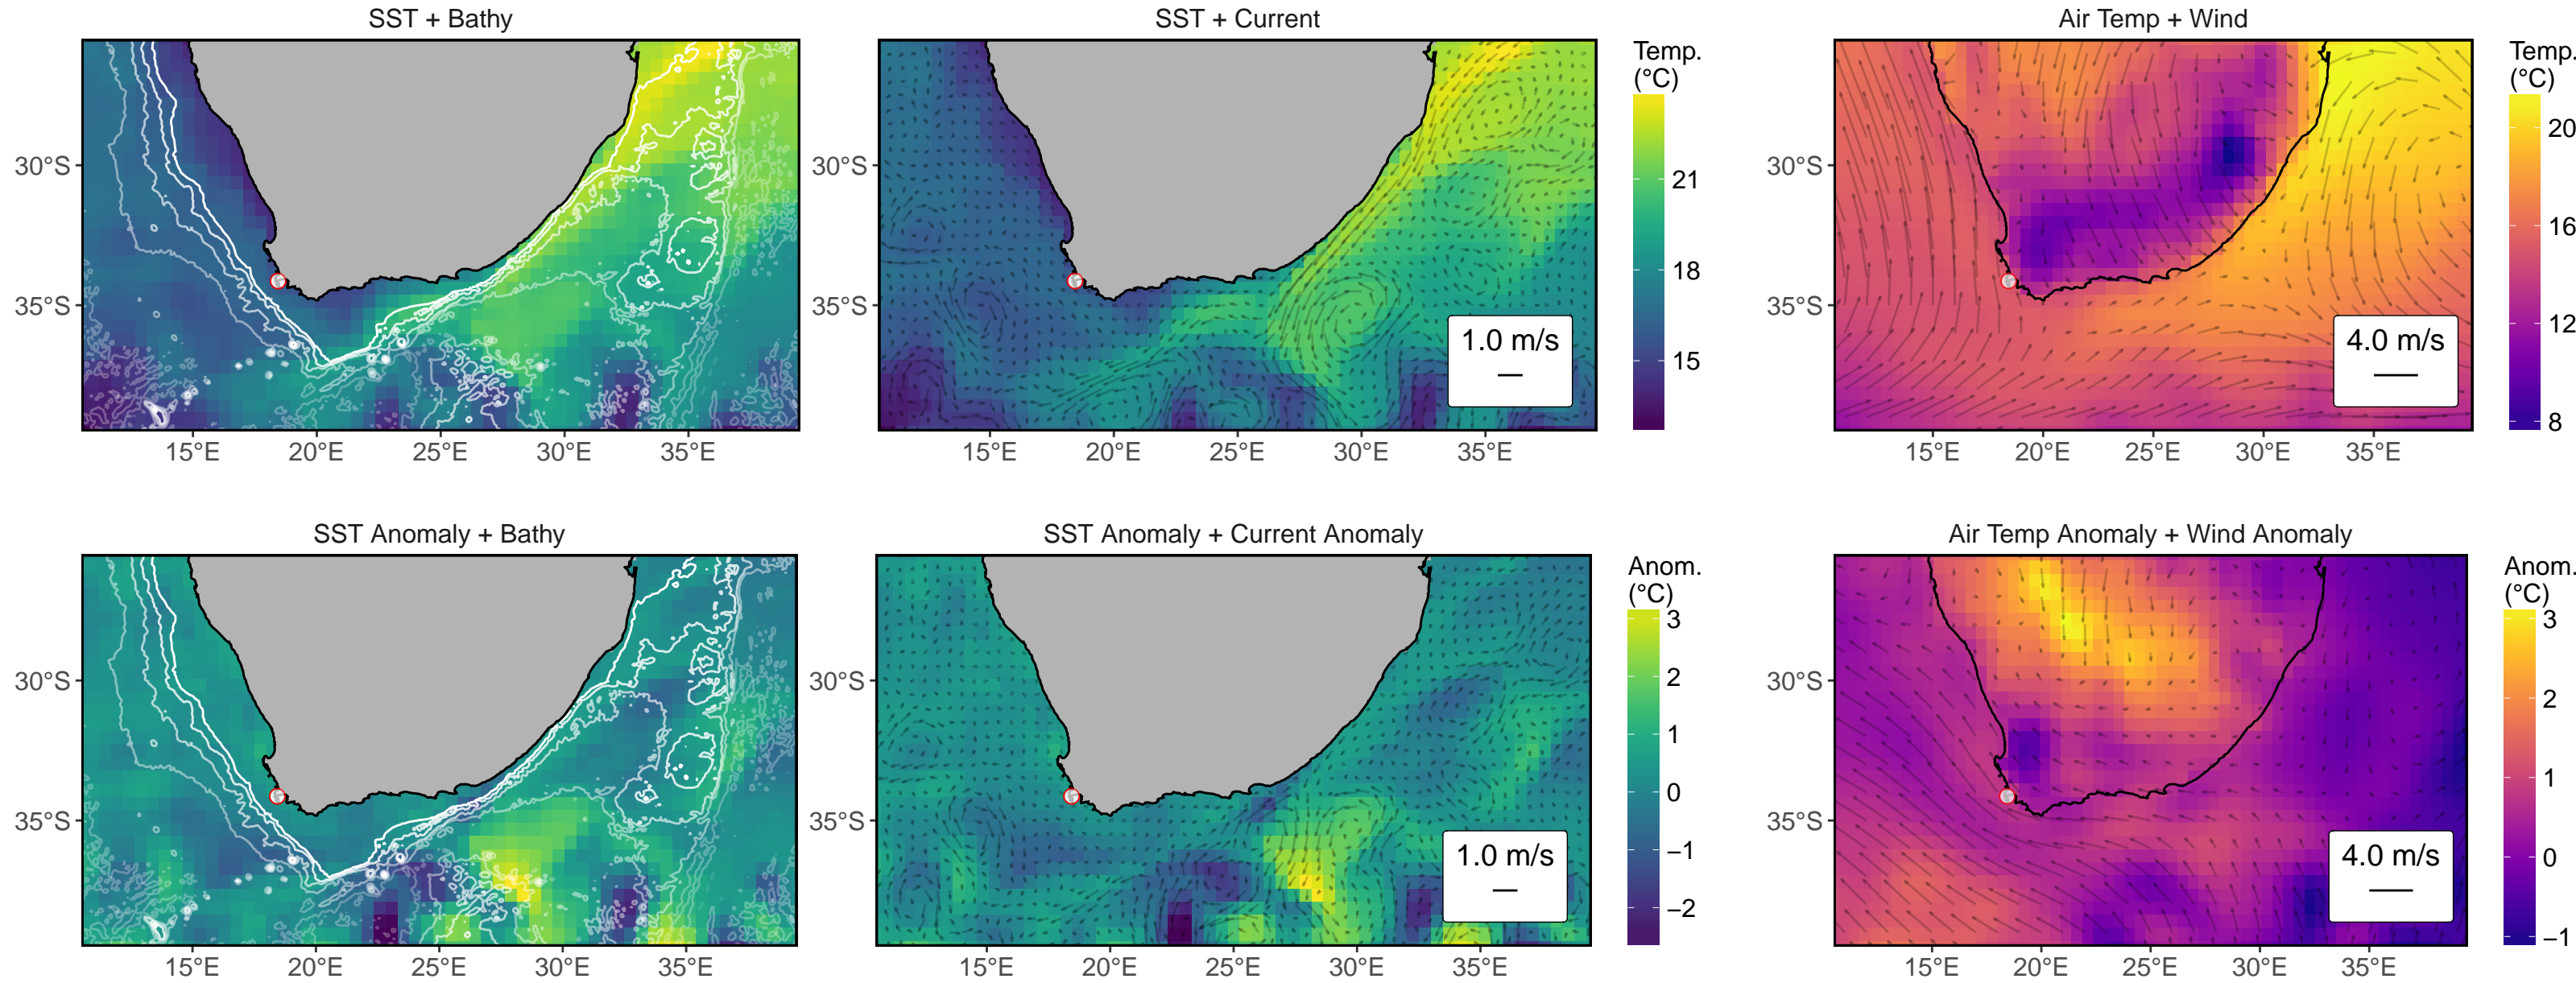 SST + Bathy
SST + Current
Air Temp + Wind
30°S
35°S
15°E 20°E 25°E 30°E 35°E
30°S
35°S
1.0 m/s
15°E 20°E 25°E 30°E 35°E
Temp.
(°C)
21
18
15
30°S
35°S
4.0 m/s
15°E 20°E 25°E 30°E 35°E
Temp.
(°C)
20
16
12
8
SST Anomaly + Bathy
SST Anomaly + Current Anomaly
Air Temp Anomaly + Wind Anomaly
30°S
35°S
15°E 20°E 25°E 30°E 35°E
30°S
35°S
1.0 m/s
15°E 20°E 25°E 30°E 35°E
Anom.
(°C)
3
2
1
0
−1
−2
30°S
35°S
4.0 m/s
15°E 20°E 25°E 30°E 35°E
Anom.
(°C)
3
2
1
0
−1